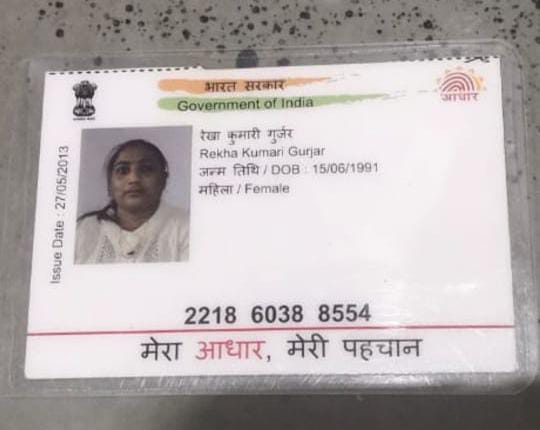 भारत सरकार
Government of India
आधार
Issue Date : 27/05/2013
रेखा कुमारी गुर्जर
Rekha Kumari Gurjar
जन्म तिथि / DOB : 15/06/1991
महिला / Female
2218 6038 8554
मेरा आधार, मेरी पहचान